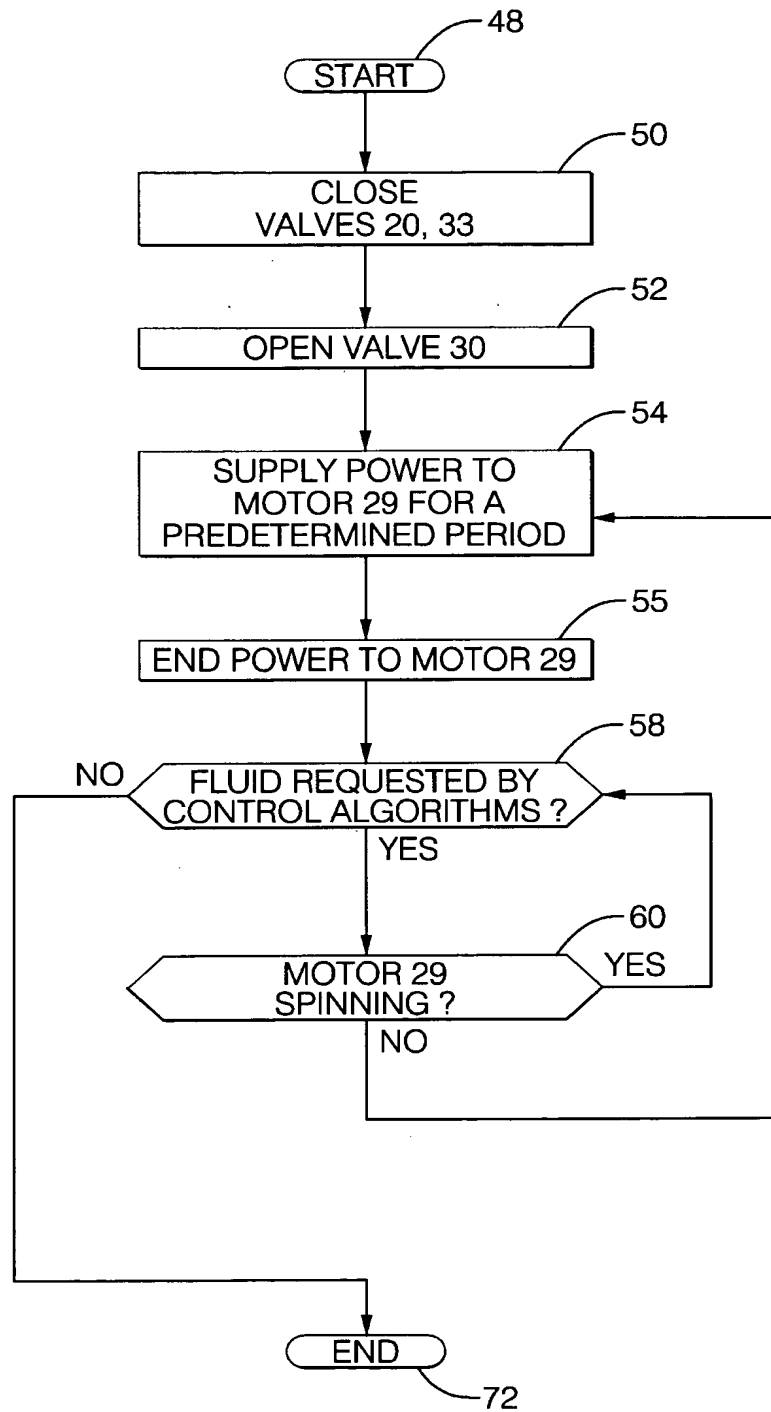 48
START
50
CLOSE
VALVES 20, 33
52
OPEN VALVE 30
54
SUPPLY POWER TO
MOTOR 29 FOR A
PREDETERMINED PERIOD
55
END POWER TO MOTOR 29
58
NO
FLUID REQUESTED BY
CONTROL ALGORITHMS ?
YES
60
MOTOR 29
SPINNING ?
YES
NO
END
72